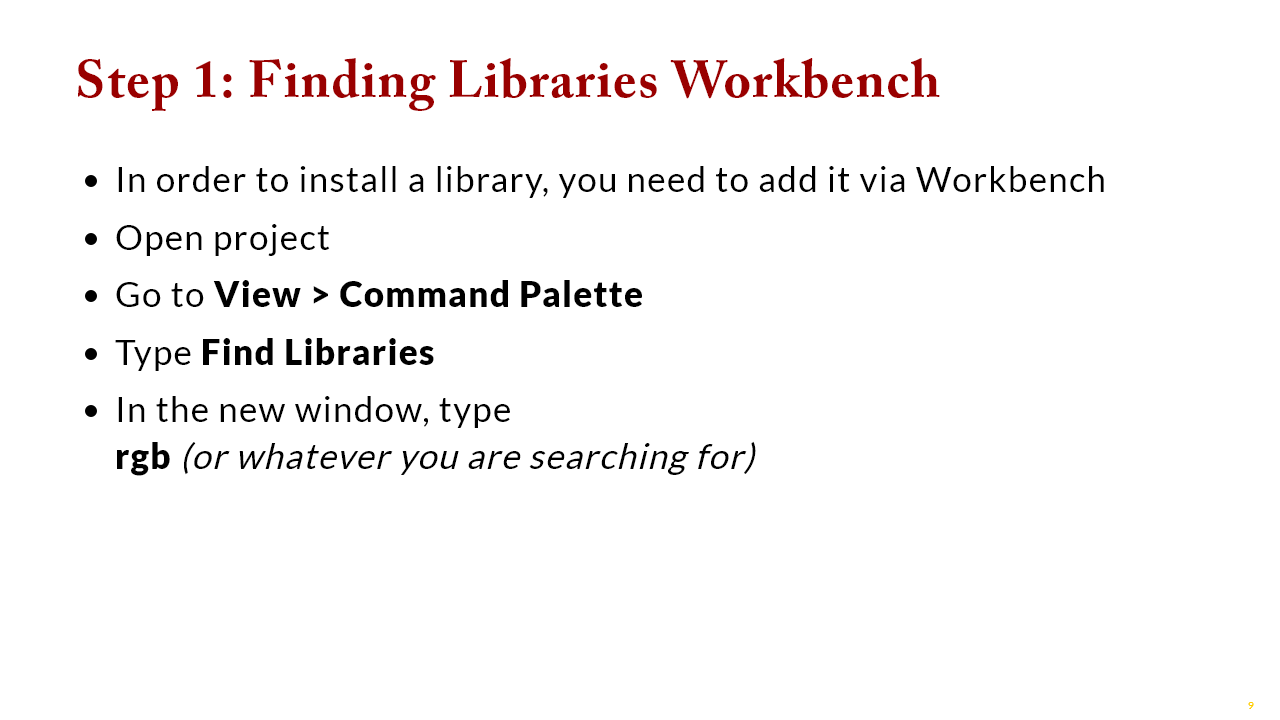 Step 1: Finding Libraries Workbench
• In order to install a library, you need to add it via Workbench
• Open project
• Go to View > Command Palette
• Type Find Libraries
• In the new window, type
rgb (or whatever you are searching for)
9